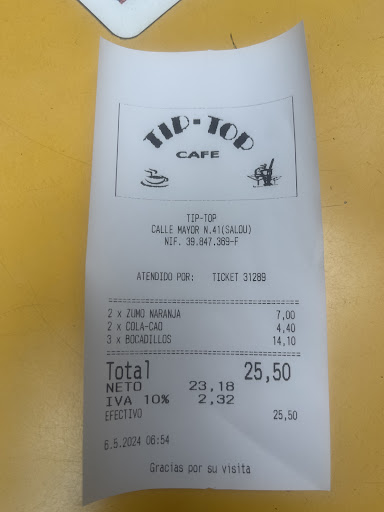 TIP-TOP
CAFE
TIP-TOP
CALLE MAYOR N.41(SALOU)
NIF. 39.847.369-F
ATENDIDO POR: TICKET 31289
2 x ZUMO NARANJA 7,00
2 x COLA-CAO 4,40
3 x BOCADILLOS 14,10
Total 25,50
NETO 23,18
IVA 10% 2,32
EFECTIVO 25,50
6.5.2024 06:54
Gracias por su visita